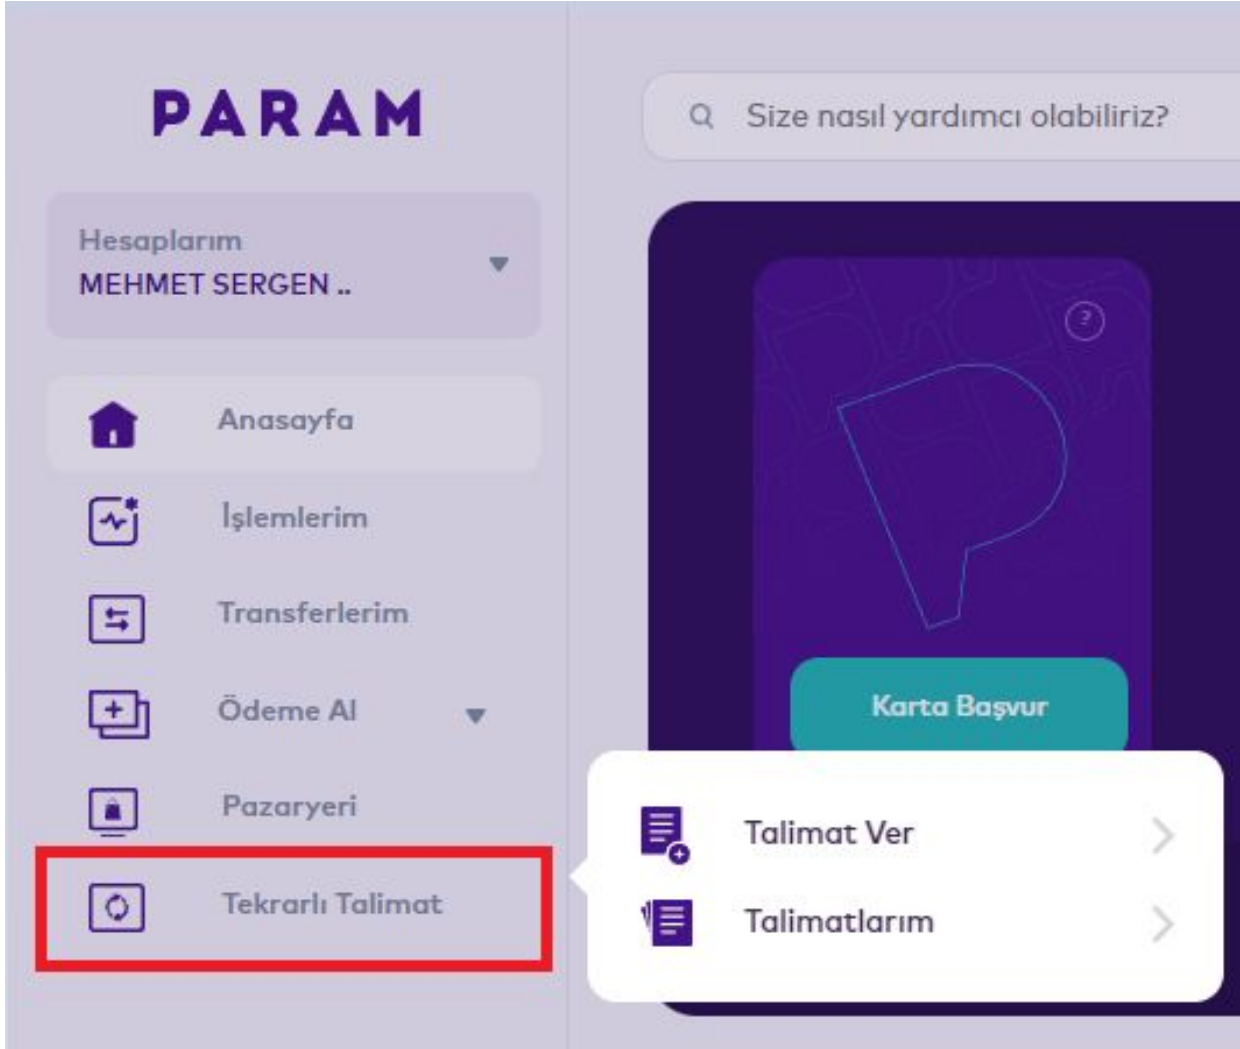 PARAM
Size nasıl yardımcı olabiliriz?
Hesaplarım
MEHMET SERGEN ..
?
Anasayfa
İşlemlerim
Transferlerim
Ödeme Al
Karta Başvur
Pazaryeri
Tekrarlı Talimat
Talimat Ver
Talimatlarım